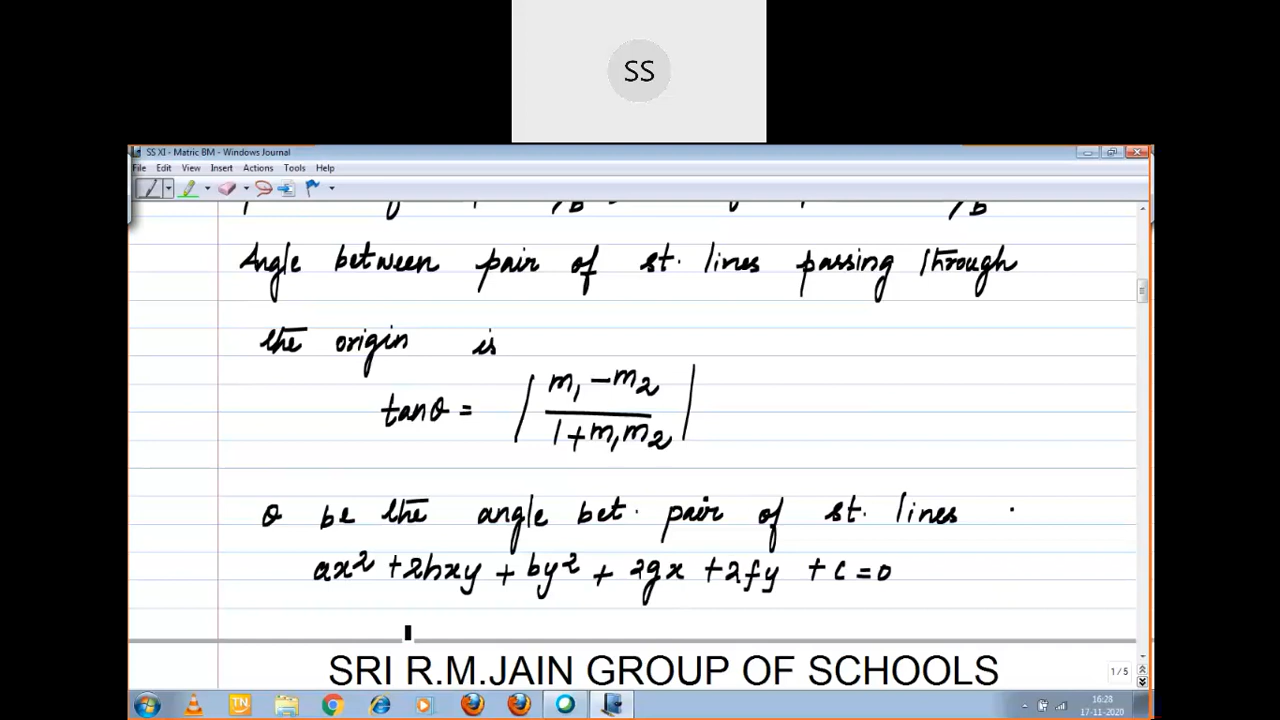 SS
SS XI - Matric BM - Windows Journal
File Edit View Insert Actions Tools Help
Angle between pair of st. lines passing through
the origin is
tanθ = | m₁ - m₂ / 1 + m₁m₂ |
θ be the angle bet. pair of st. lines
ax² + 2hxy + by² + 2gx + 2fy + c = 0
SRI R.M.JAIN GROUP OF SCHOOLS
1/5
TN
16:28
17-11-2020